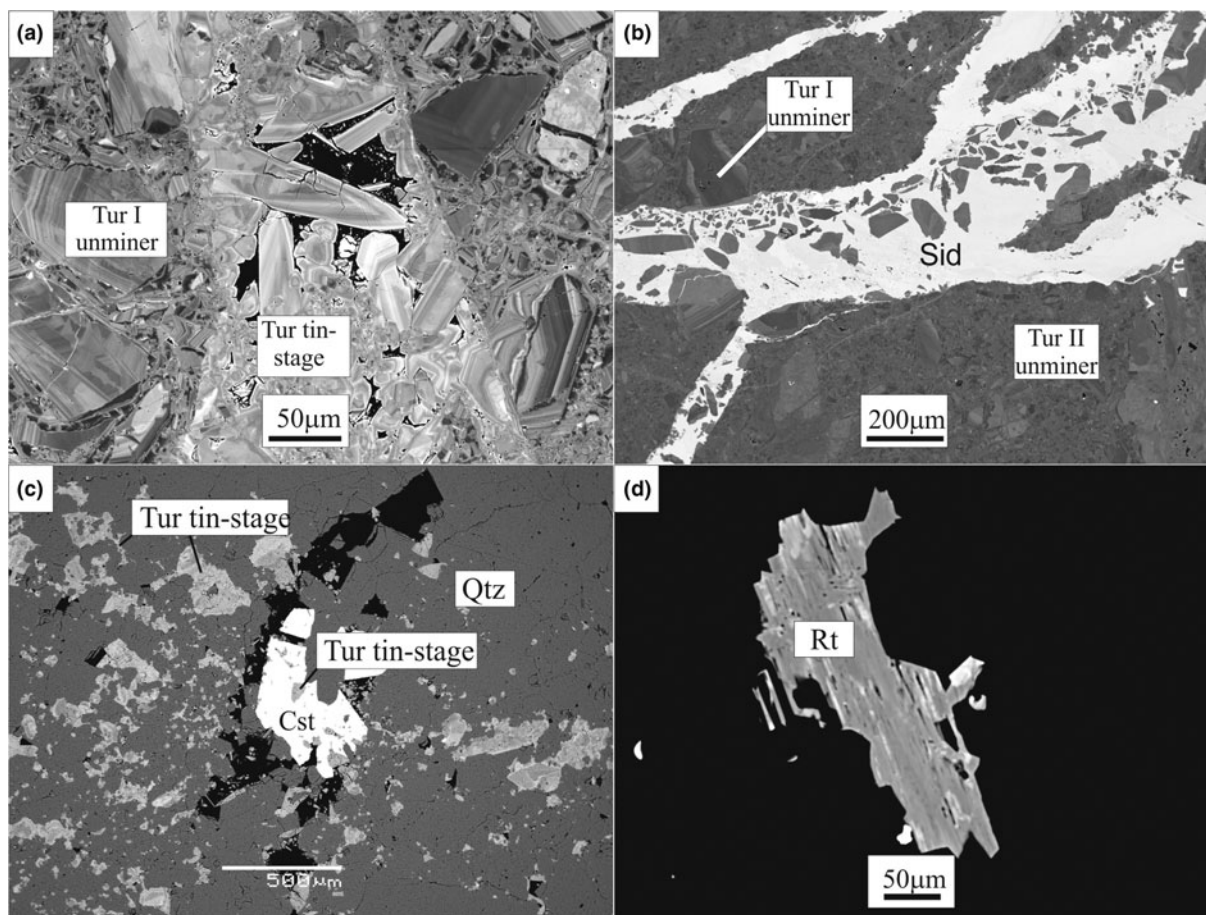 (a)
Tur I
unminer
Tur tin-
stage
50μm
(b)
Tur I
unminer
Sid
Tur II
unminer
200μm
(c)
Tur tin-stage
Qtz
Tur tin-stage
Cst
500μm
(d)
Rt
50μm